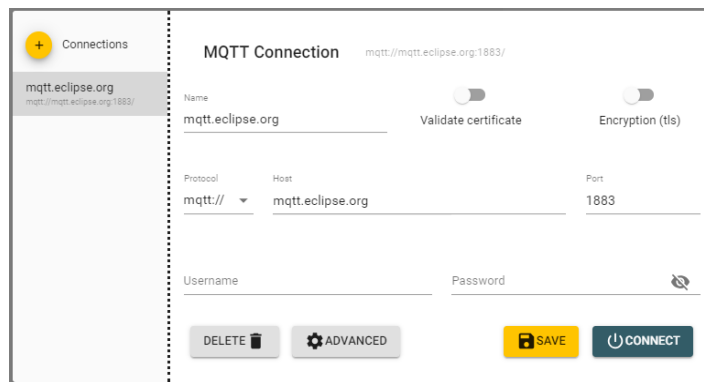 + Connections
mqtt.eclipse.org
mqtt://mqtt.eclipse.org:1883/
MQTT Connection mqtt://mqtt.eclipse.org:1883/
Name
mqtt.eclipse.org
Validate certificate
Encryption (tls)
Protocol Host Port
mqtt:// mqtt.eclipse.org 1883
Username Password
DELETE ADVANCED SAVE CONNECT